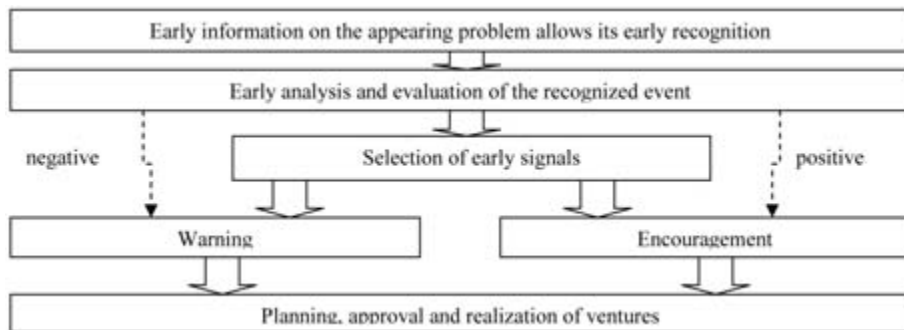 Early information on the appearing problem allows its early recognition
Early analysis and evaluation of the recognized event
negative
Selection of early signals
positive
Warning
Encouragement
Planning, approval and realization of ventures